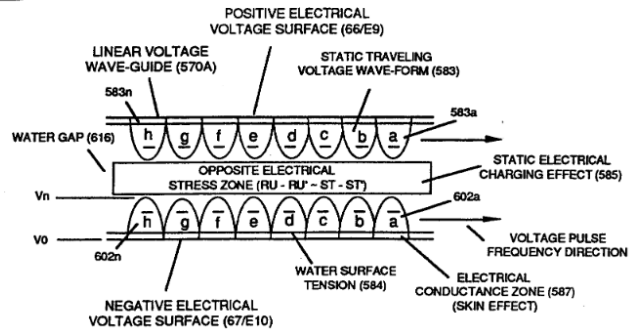 POSITIVE ELECTRICAL
VOLTAGE SURFACE (66/E9)
LINEAR VOLTAGE
WAVE-GUIDE (570A)
STATIC TRAVELING
VOLTAGE WAVE-FORM (583)
583n
583a
h g f e d c b a
WATER GAP (616)
OPPOSITE ELECTRICAL
STRESS ZONE (RU - RU' ~ ST - ST')
STATIC ELECTRICAL
CHARGING EFFECT (585)
Vn
602a
h g f e d c b a
Vo
602n
VOLTAGE PULSE
FREQUENCY DIRECTION
WATER SURFACE
TENSION (584)
ELECTRICAL
CONDUCTANCE ZONE (587)
(SKIN EFFECT)
NEGATIVE ELECTRICAL
VOLTAGE SURFACE (67/E10)